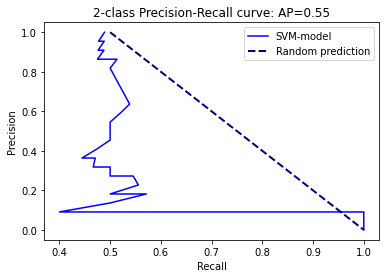 2-class Precision-Recall curve: AP=0.55
SVM-model
Random prediction
Precision
1.0
0.8
0.6
0.4
0.2
0.0
0.4 0.5 0.6 0.7 0.8 0.9 1.0
Recall